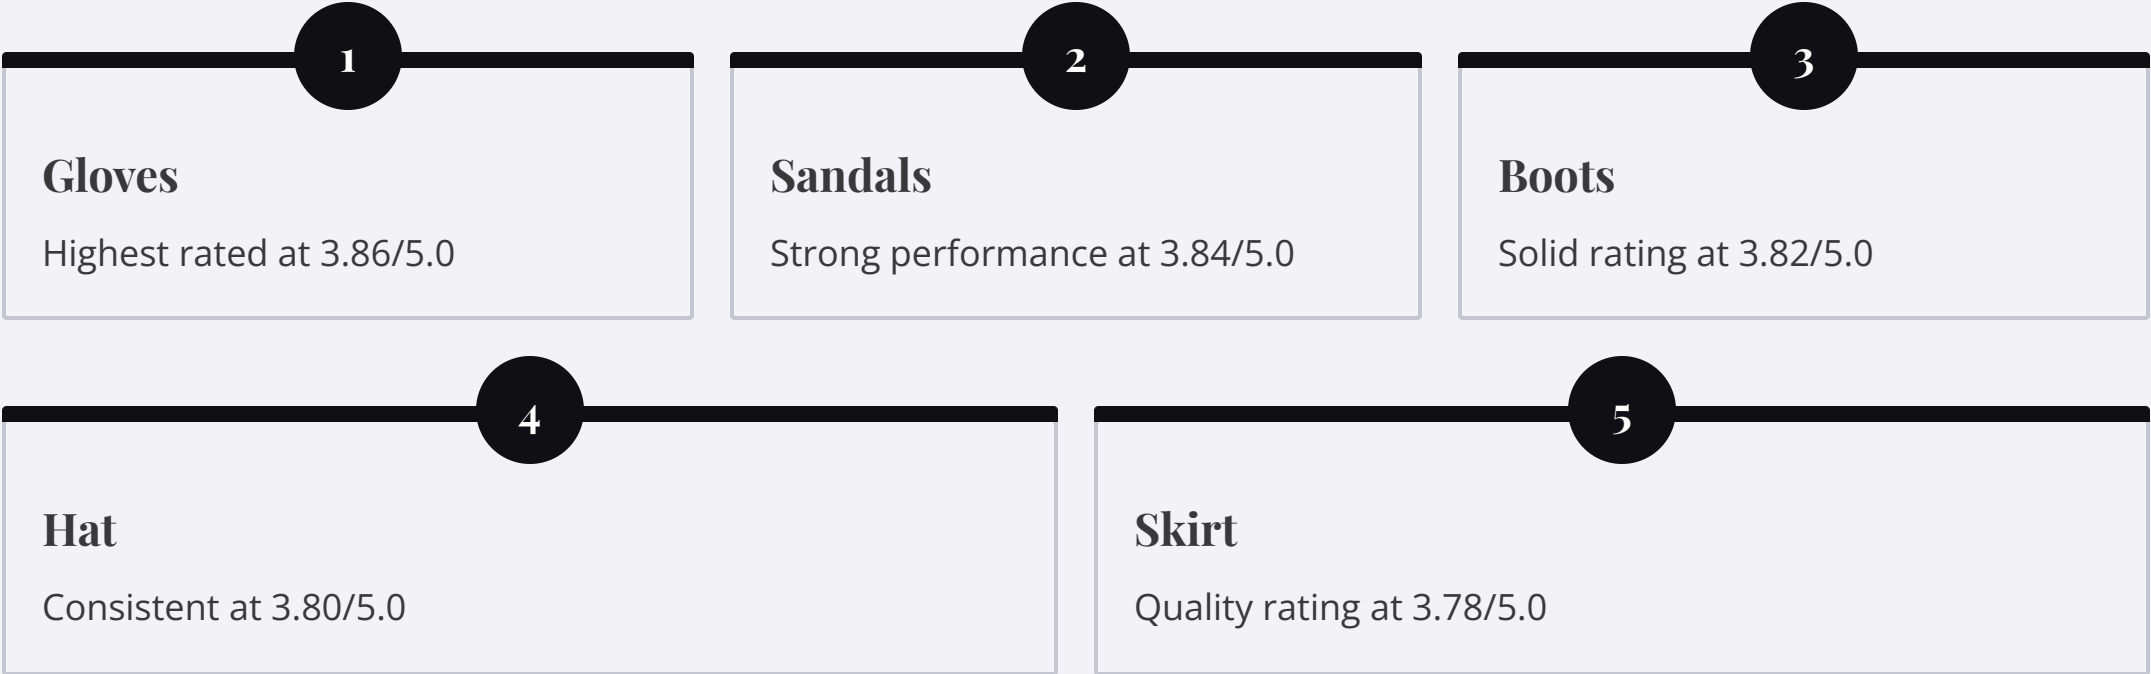 1
Gloves
Highest rated at 3.86/5.0
2
Sandals
Strong performance at 3.84/5.0
3
Boots
Solid rating at 3.82/5.0
4
Hat
Consistent at 3.80/5.0
5
Skirt
Quality rating at 3.78/5.0